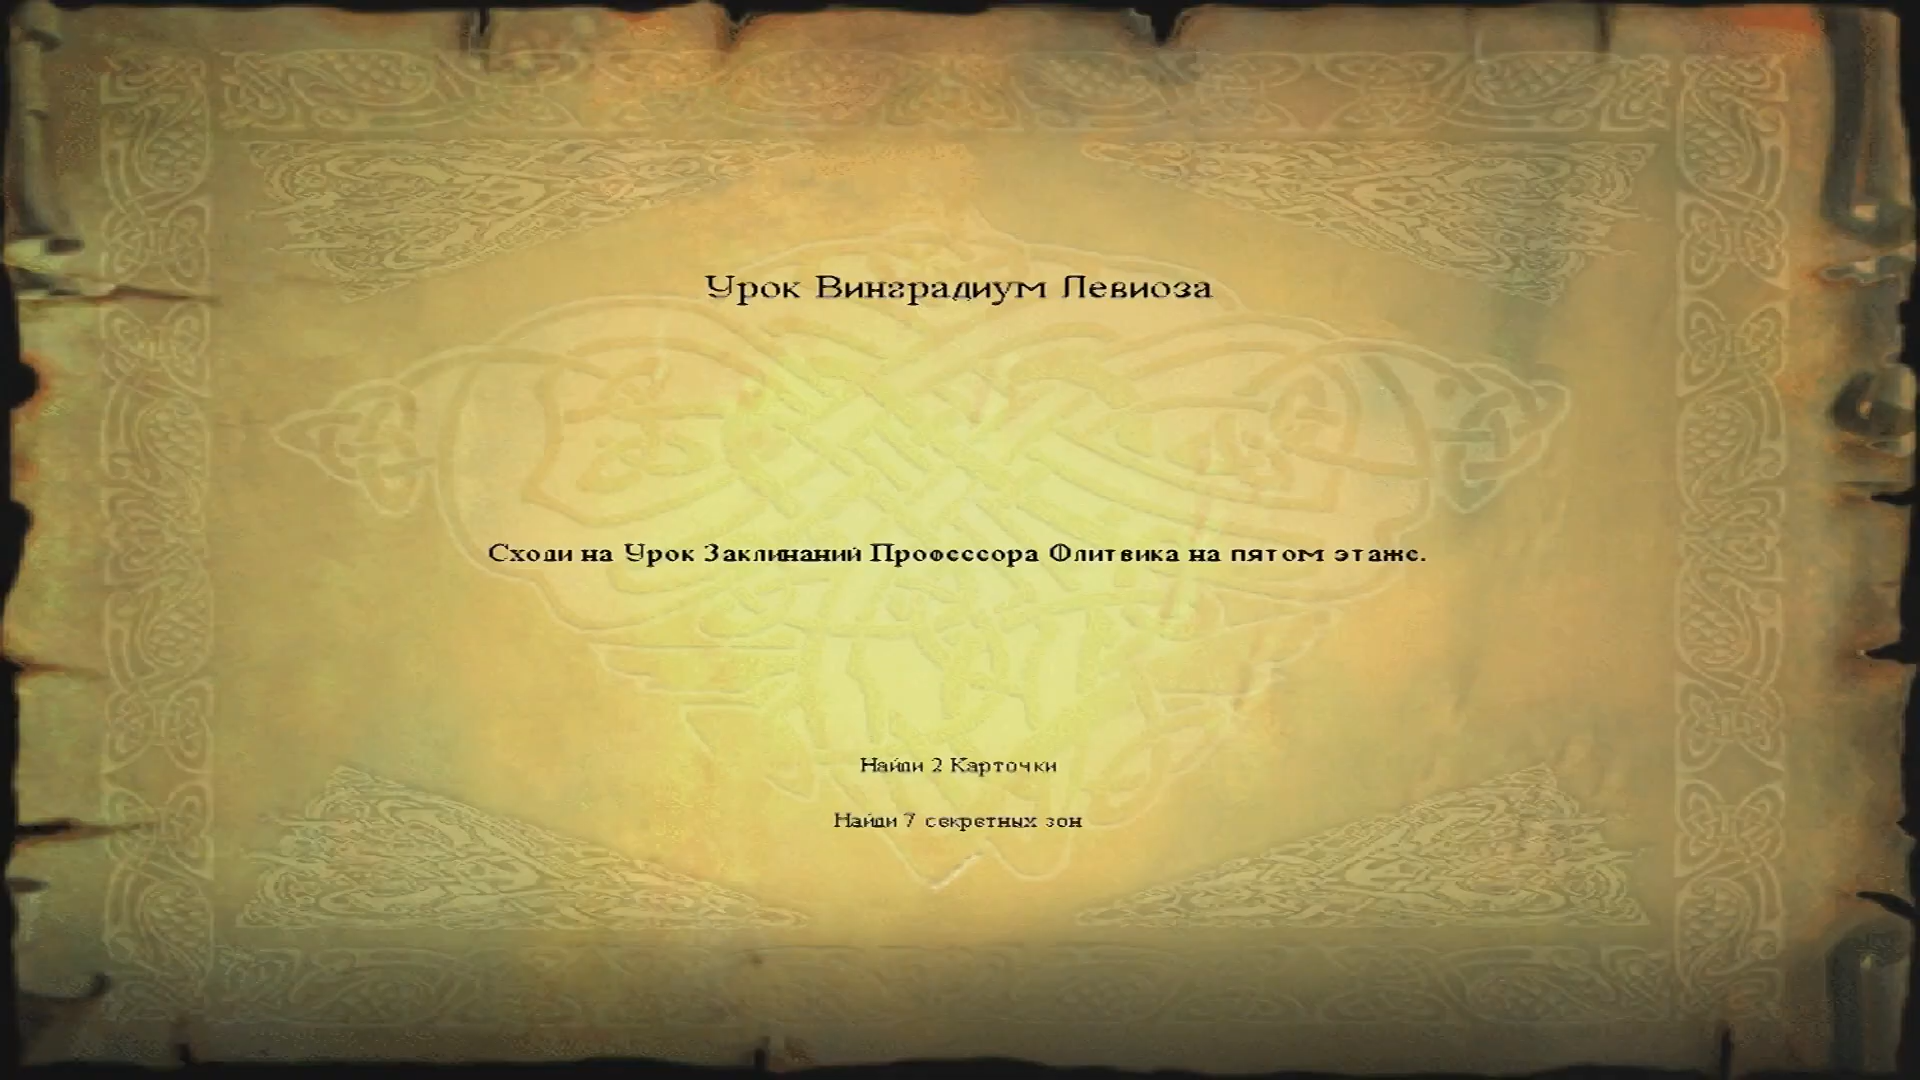 Урок Винградиум Левиоза
Сходи на Урок Заклинаний Профессора Флитвика на пятом этаже.
Найди 2 Карточки
Найди 7 секретных зон